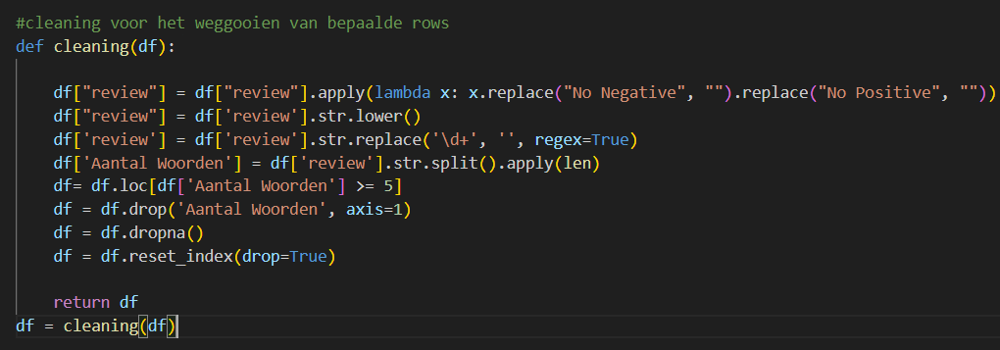 #cleaning voor het weggooien van bepaalde rows
def cleaning(df):
df["review"] = df["review"].apply(lambda x: x.replace("No Negative", "").replace("No Positive", ""))
df["review"] = df['review'].str.lower()
df['review'] = df['review'].str.replace('\d+', '', regex=True)
df['Aantal Woorden'] = df['review'].str.split().apply(len)
df= df.loc[df['Aantal Woorden'] >= 5]
df = df.drop('Aantal Woorden', axis=1)
df = df.dropna()
df = df.reset_index(drop=True)
return df
df = cleaning(df)